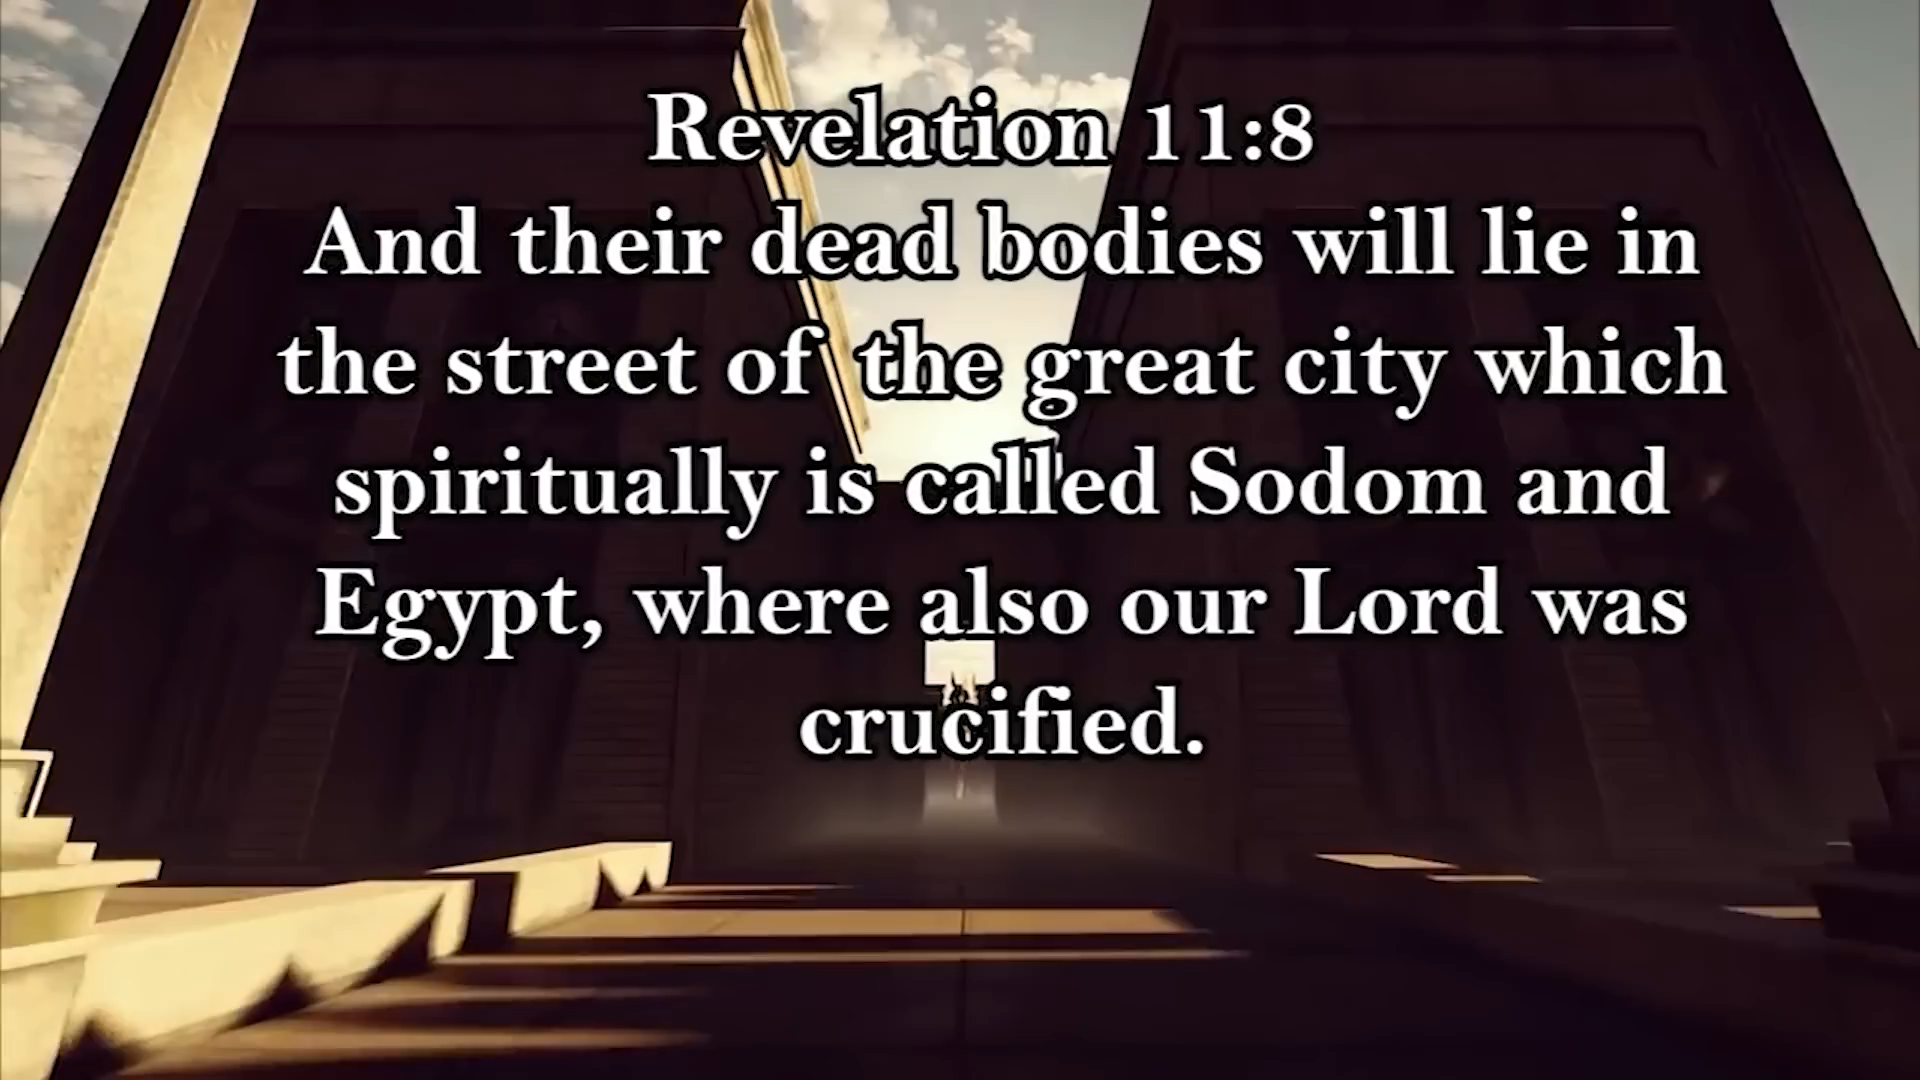 Revelation 11:8
And their dead bodies will lie in
the street of the great city which
spiritually is called Sodom and
Egypt, where also our Lord was
crucified.